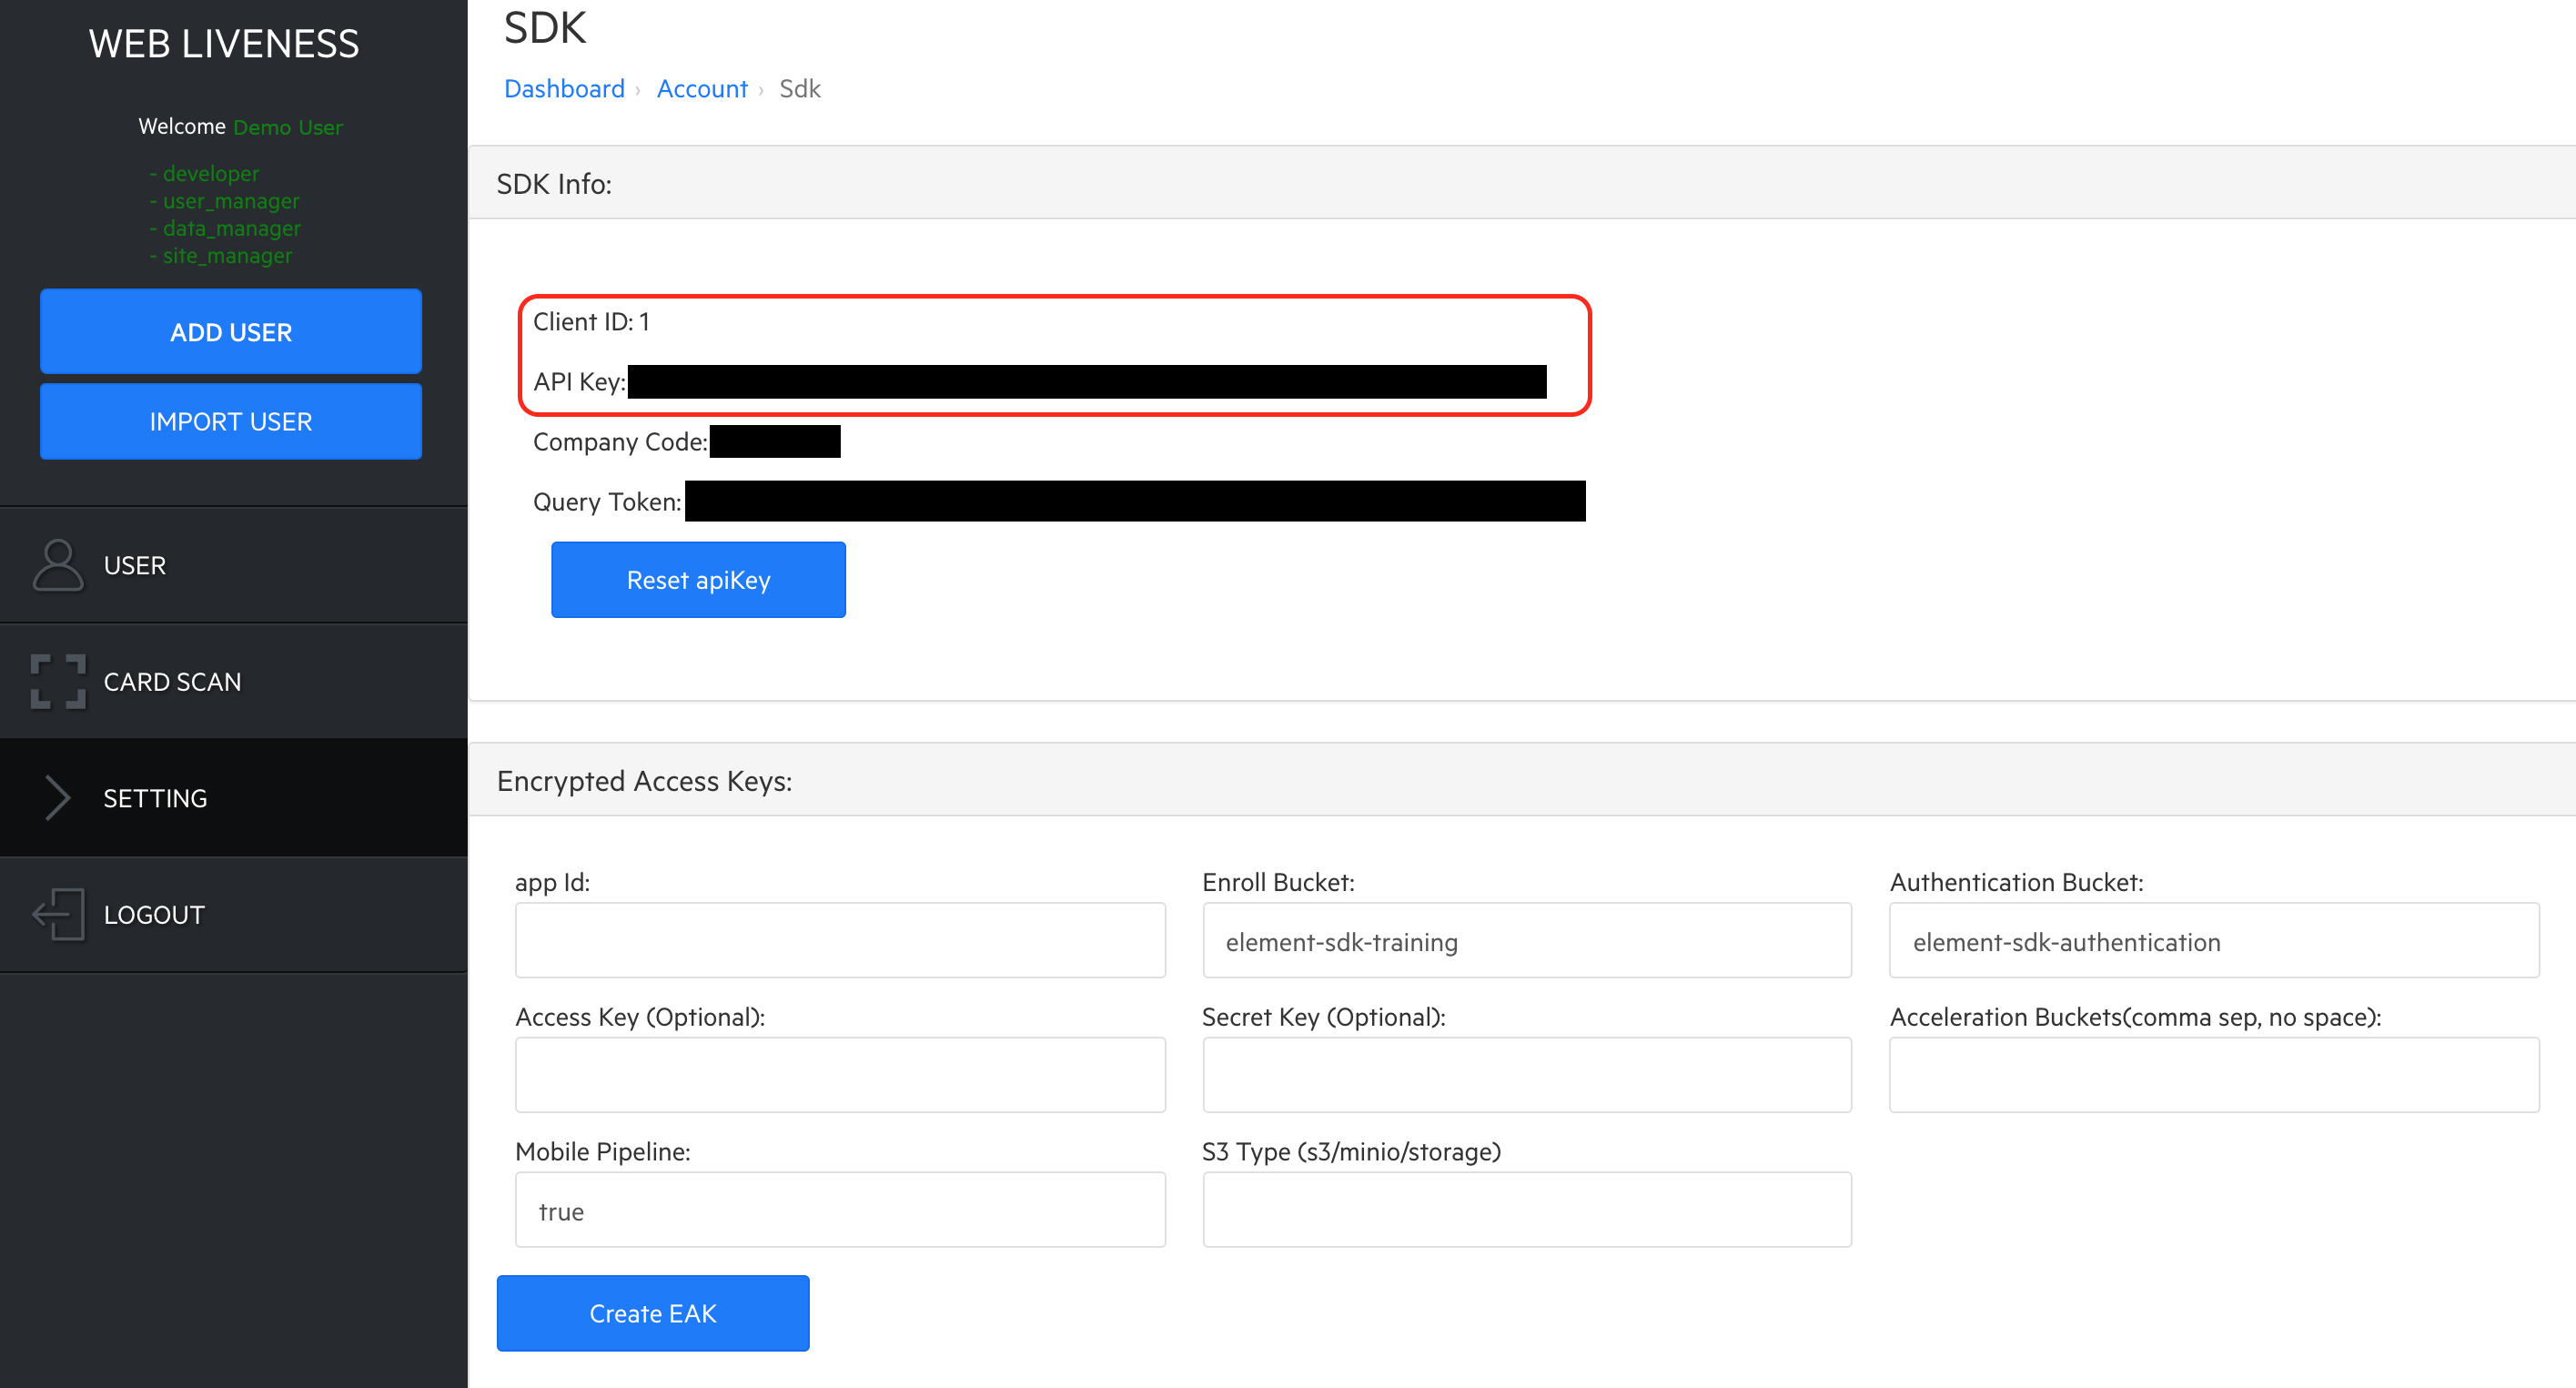 WEB LIVENESS
Welcome Demo User
- developer
- user_manager
- data_manager
- site_manager
ADD USER
IMPORT USER
USER
CARD SCAN
SETTING
LOGOUT
SDK
Dashboard › Account › Sdk
SDK Info:
Client ID: 1
API Key:
Company Code:
Query Token:
Reset apiKey
Encrypted Access Keys:
app Id:
Enroll Bucket:
Authentication Bucket:
element-sdk-training
element-sdk-authentication
Access Key (Optional):
Secret Key (Optional):
Acceleration Buckets(comma sep, no space):
Mobile Pipeline:
S3 Type (s3/minio/storage)
true
Create EAK